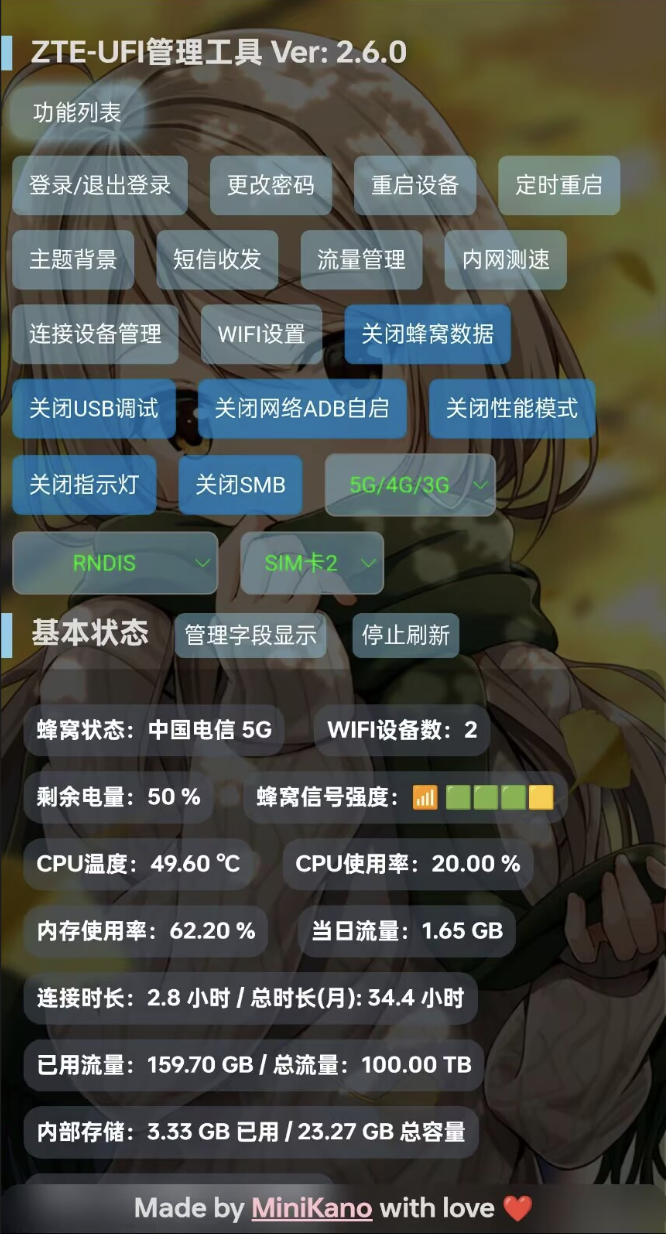 ZTE-UFI管理工具 Ver: 2.6.0
功能列表
登录/退出登录 更改密码 重启设备 定时重启
主题背景 短信收发 流量管理 内网测速
连接设备管理 WIFI设置 关闭蜂窝数据
关闭USB调试 关闭网络ADB自启 关闭性能模式
关闭指示灯 关闭SMB 5G/4G/3G
RNDIS SIM卡2
基本状态 管理字段显示 停止刷新
蜂窝状态：中国电信 5G WIFI设备数：2
剩余电量：50 % 蜂窝信号强度：📶 🟩🟩🟩🟨
CPU温度：49.60 ℃ CPU使用率：20.00 %
内存使用率：62.20 % 当日流量：1.65 GB
连接时长：2.8 小时 / 总时长(月): 34.4 小时
已用流量：159.70 GB / 总流量：100.00 TB
内部存储：3.33 GB 已用 / 23.27 GB 总容量
Made by MiniKano with love ❤️